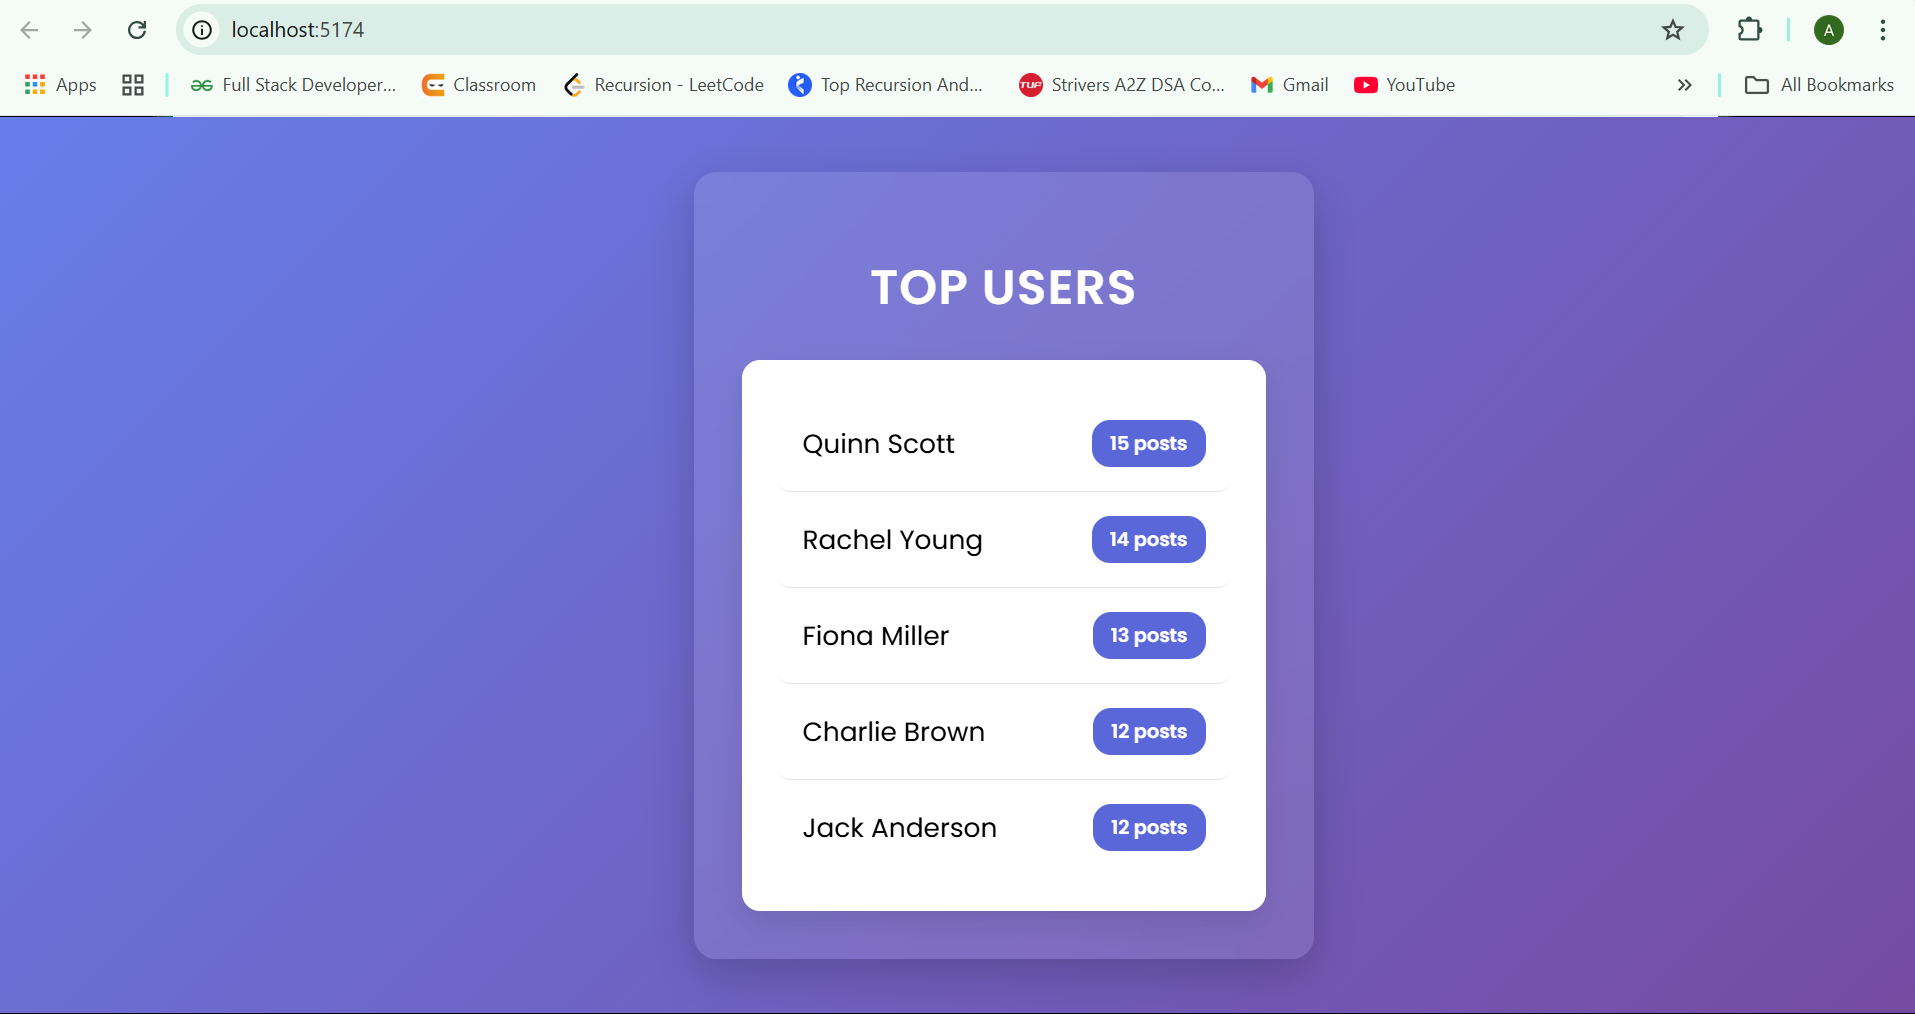 localhost:5174
A
Apps
Full Stack Developer...
Classroom
Recursion - LeetCode
Top Recursion And...
TUF
Strivers A2Z DSA Co...
Gmail
YouTube
All Bookmarks
TOP USERS
Quinn Scott 15 posts
Rachel Young 14 posts
Fiona Miller 13 posts
Charlie Brown 12 posts
Jack Anderson 12 posts